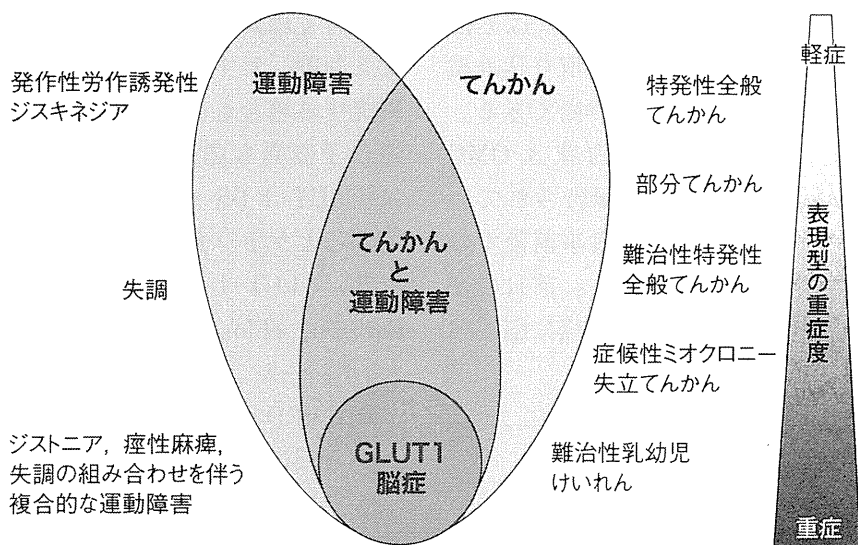 発作性労作誘発性
ジスキネジア
失調
ジストニア，痙性麻痺，
失調の組み合わせを伴う
複合的な運動障害
運動障害
てんかん
てんかん
と
運動障害
GLUT1
脳症
特発性全般
てんかん
部分てんかん
難治性特発性
全般てんかん
症候性ミオクロニー
失立てんかん
難治性乳幼児
けいれん
軽症
表現型の重症度
重症